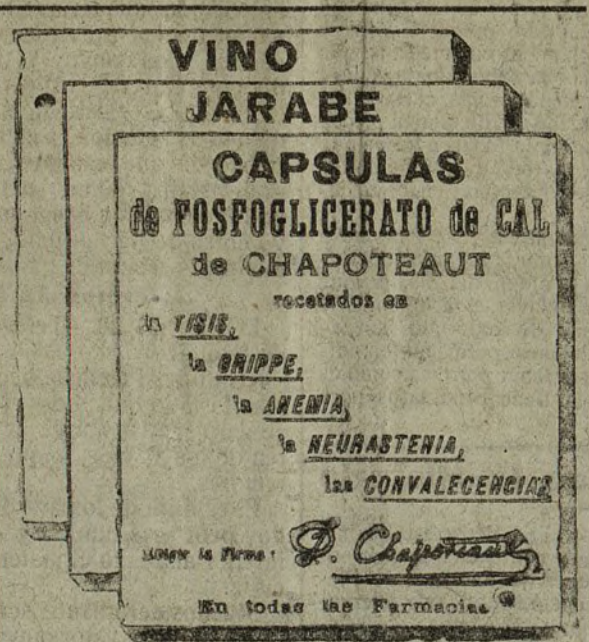 VINO
JARABE
CAPSULAS
de FOSFOGLICERATO de CAL
de CHAPOTEAUT
recetados en
la TISIS,
la GRIPPE,
la ANEMIA,
la NEURASTENIA,
las CONVALECENCIAS
la Firma: P. Chapoteaut
En todas las Farmacias